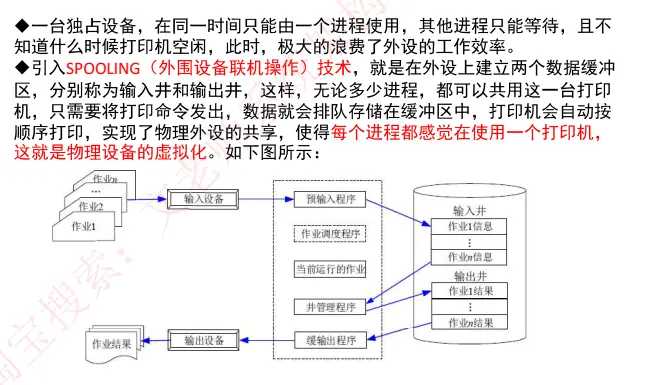 ◆一台独占设备，在同一时间只能由一个进程使用，其他进程只能等待，且不
知道什么时候打印机空闲，此时，极大的浪费了外设的工作效率。
◆引入SPOOLING（外围设备联机操作）技术，就是在外设上建立两个数据缓冲
区，分别称为输入井和输出井，这样，无论多少进程，都可以共用这一台打印
机，只需要将打印命令发出，数据就会排队存储在缓冲区中，打印机会自动按
顺序打印，实现了物理外设的共享，使得每个进程都感觉在使用一个打印机，
这就是物理设备的虚拟化。如下图所示：
作业n
...
作业2
作业1
输入设备
预输入程序
作业调度程序
当前运行的作业
井管理程序
缓输出程序
输入井
作业1信息
⋮
作业n信息
输出井
作业1结果
⋮
作业n结果
输出设备
作业结果
淘宝搜索：